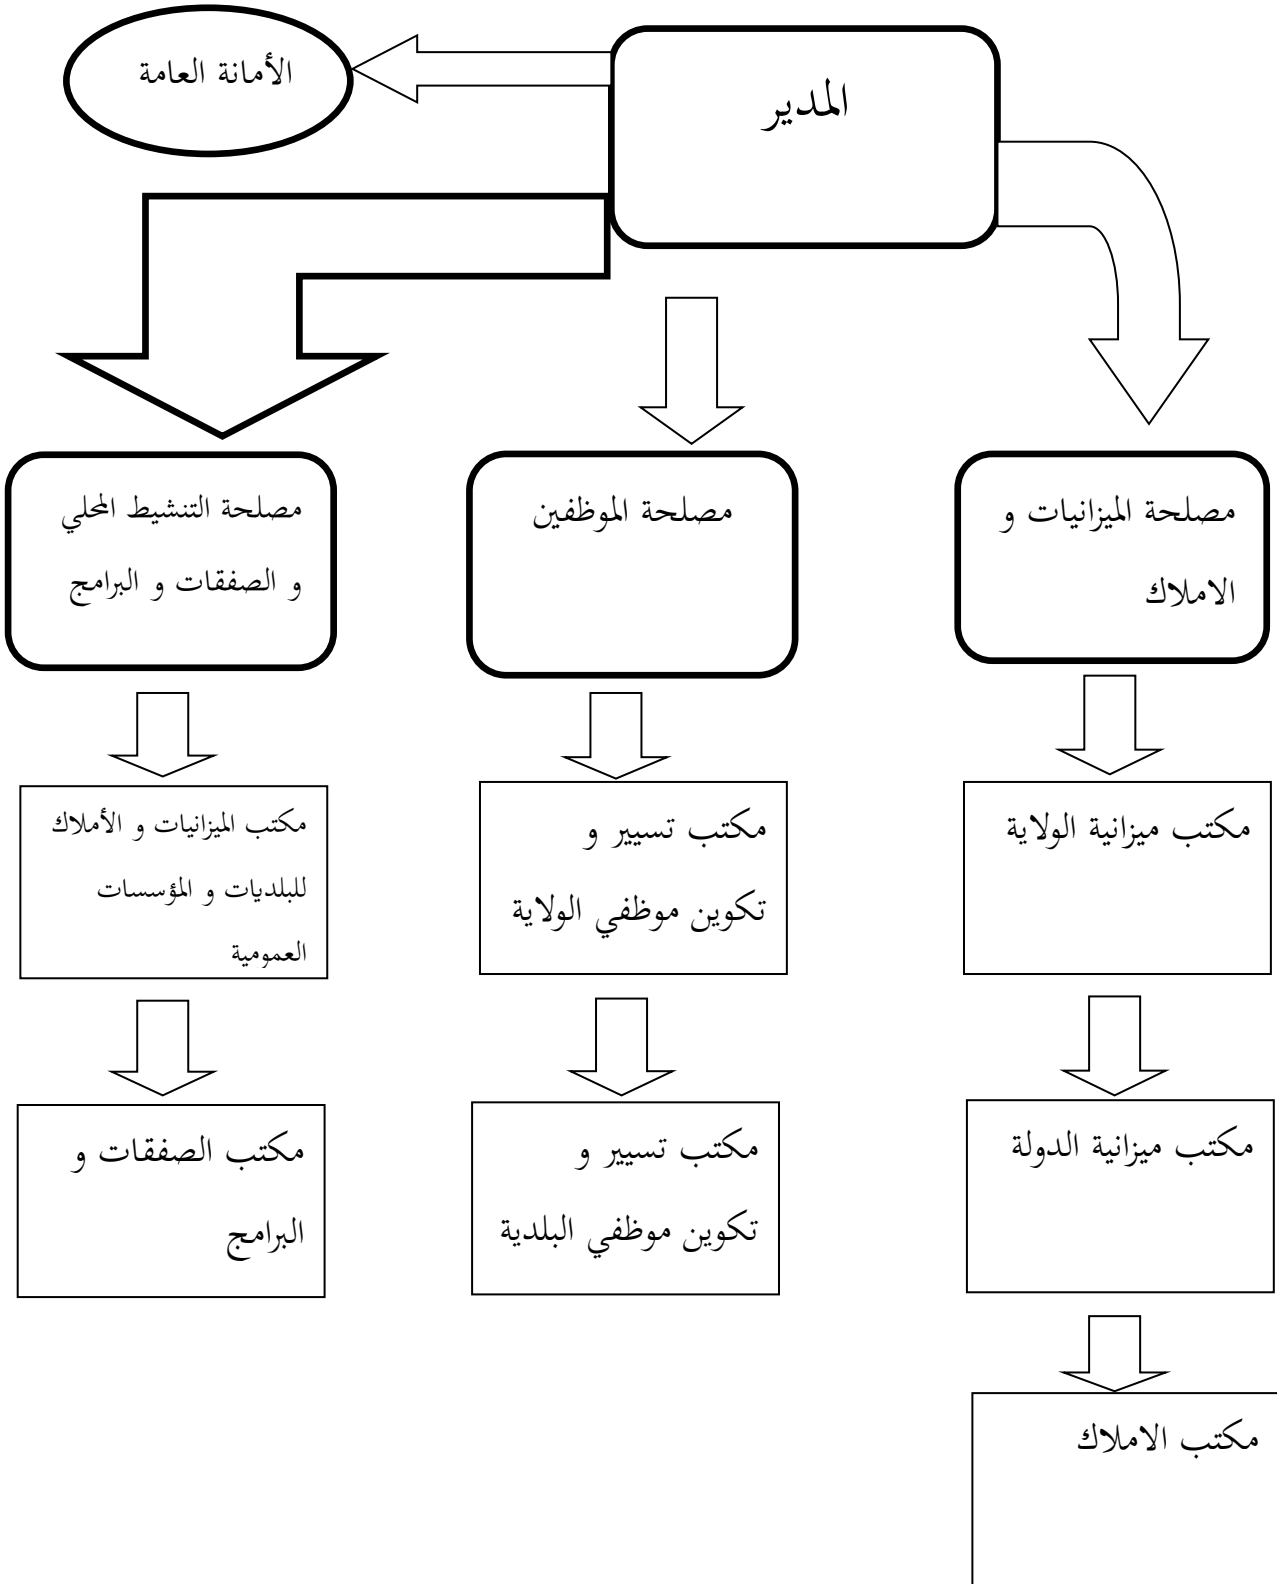 المدير
الأمانة العامة
مصلحة الميزانيات و
الاملاك
مصلحة الموظفين
مصلحة التنشيط المحلي
و الصفقات و البرامج
مكتب ميزانية الولاية
مكتب تسيير و
تكوين موظفي الولاية
مكتب الميزانيات و الأملاك
للبلديات و المؤسسات
العمومية
مكتب ميزانية الدولة
مكتب تسيير و
تكوين موظفي البلدية
مكتب الصفقات و
البرامج
مكتب الاملاك